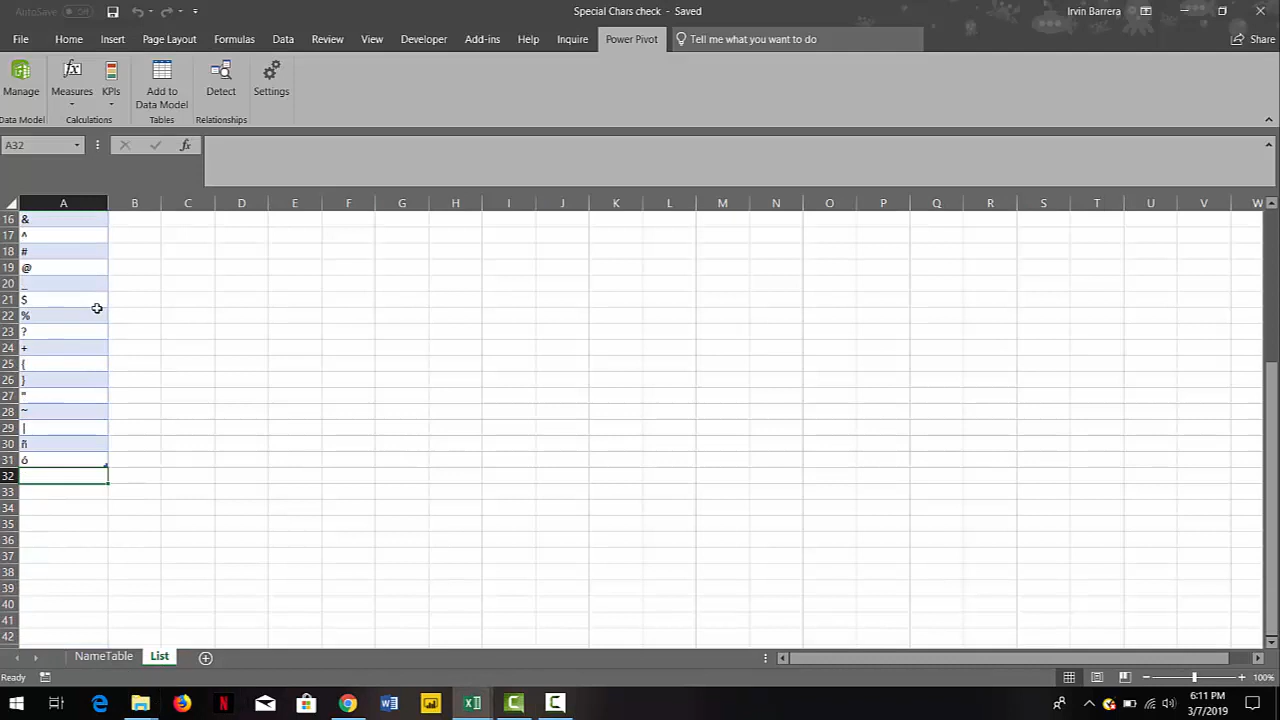 AutoSave Off
Special Chars check - Saved
Irvin Barrera
File Home Insert Page Layout Formulas Data Review View Developer Add-ins Help Inquire Power Pivot Tell me what you want to do Share
Manage Measures KPIs Add to Data Model Detect Settings
Data Model Calculations Tables Relationships
A32 fx
A B C D E F G H I J K L M N O P Q R S T U V W
16 &
17 ^
18 #
19 @
20 _
21 $
22 %
23 ?
24 +
25 {
26 }
27 "
28 ~
29 |
30 ñ
31 ó
32
33
34
35
36
37
38
39
40
41
42
NameTable List
Ready 100%
6:11 PM
3/7/2019